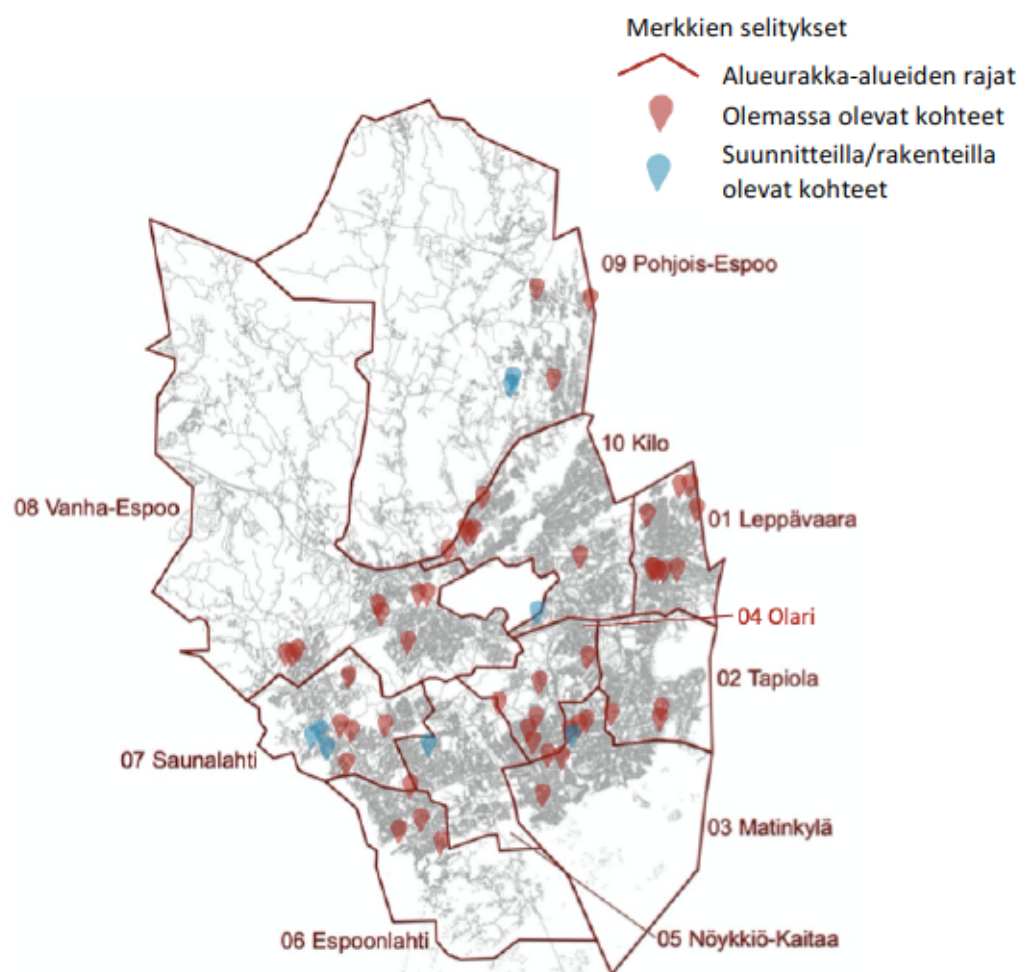 Merkkien selitykset
Alueurakka-alueiden rajat
Olemassa olevat kohteet
Suunnitteilla/rakenteilla
olevat kohteet
09 Pohjois-Espoo
10 Kilo
08 Vanha-Espoo
01 Leppävaara
04 Olari
02 Tapiola
07 Saunalahti
03 Matinkylä
06 Espoonlahti
05 Nöykkiö-Kaitaa